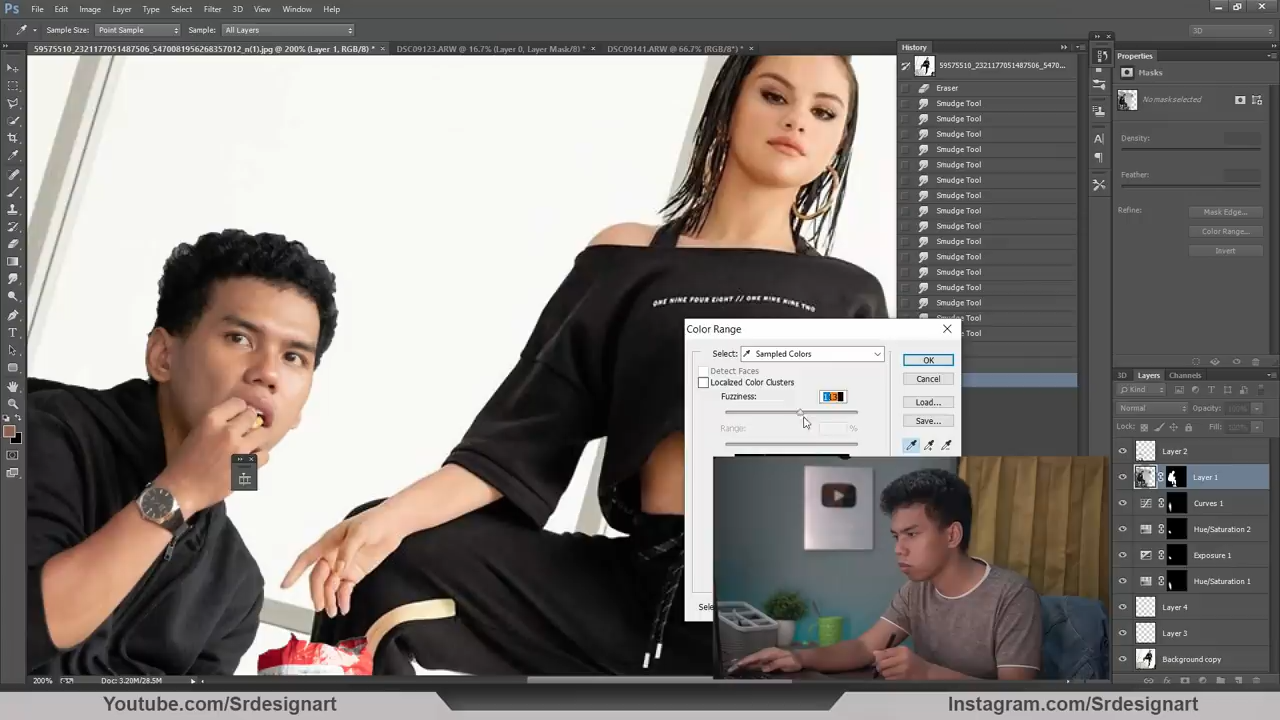 Ps File Edit Image Layer Type Select Filter 3D View Window Help
Sample Size: Point Sample Sample: All Layers 3D
59575510_2321177051487506_5470081956268357012_n(1).jpg @ 200% (Layer 1, RGB/8) * × DSC09123.ARW @ 16.7% (Layer 0, Layer Mask/8) * × DSC09141.ARW @ 66.7% (RGB/8*) * ×
History
59575510_2321177051487506_5470...
Eraser
Smudge Tool
Smudge Tool
Smudge Tool
Smudge Tool
Smudge Tool
Smudge Tool
Smudge Tool
Smudge Tool
Smudge Tool
Smudge Tool
Smudge Tool
Smudge Tool
Smudge Tool
Smudge Tool
Properties
Masks
No mask selected
Density:
Feather:
Refine:
Mask Edge...
Color Range...
Invert
ONE NINE FOUR EIGHT // ONE NINE NINE TWO
Color Range
Select: Sampled Colors
Detect Faces
Localized Color Clusters
Fuzziness:
Range: %
OK
Cancel
Load...
Save...
3D Layers Channels
Kind
Normal Opacity:
Lock: Fill:
Layer 2
Layer 1
Curves 1
Hue/Saturation 2
Exposure 1
Hue/Saturation 1
Layer 4
Layer 3
Background copy
200% Doc: 3.20M/28.5M
Youtube.com/Srdesignart
Instagram.com/Srdesignart